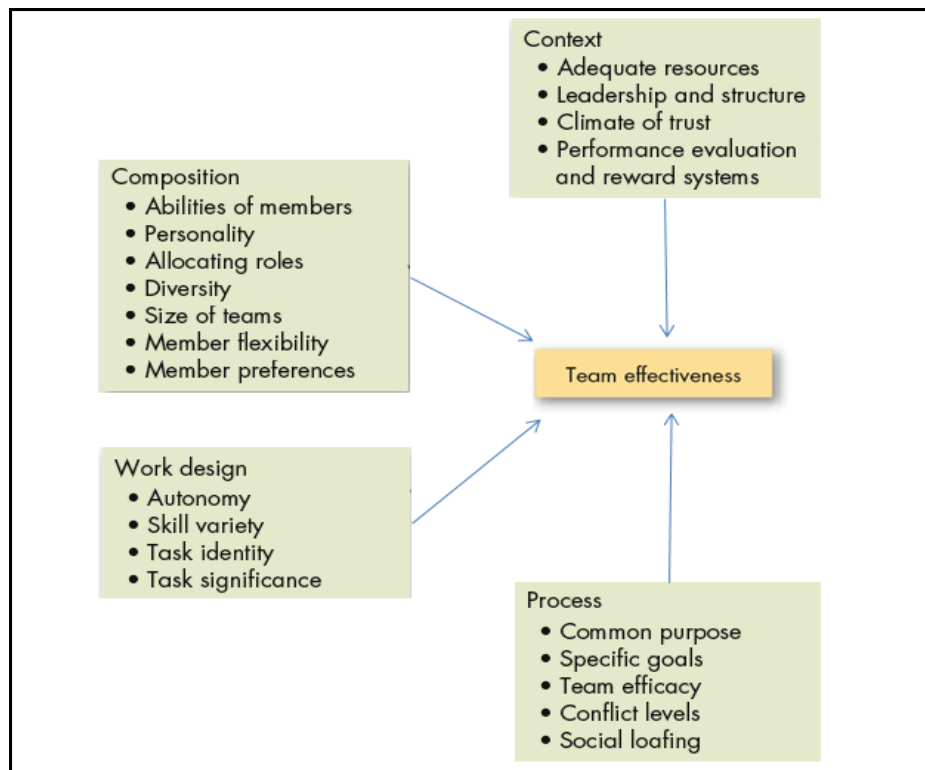 Context
• Adequate resources
• Leadership and structure
• Climate of trust
• Performance evaluation
and reward systems
Composition
• Abilities of members
• Personality
• Allocating roles
• Diversity
• Size of teams
• Member flexibility
• Member preferences
Team effectiveness
Work design
• Autonomy
• Skill variety
• Task identity
• Task significance
Process
• Common purpose
• Specific goals
• Team efficacy
• Conflict levels
• Social loafing